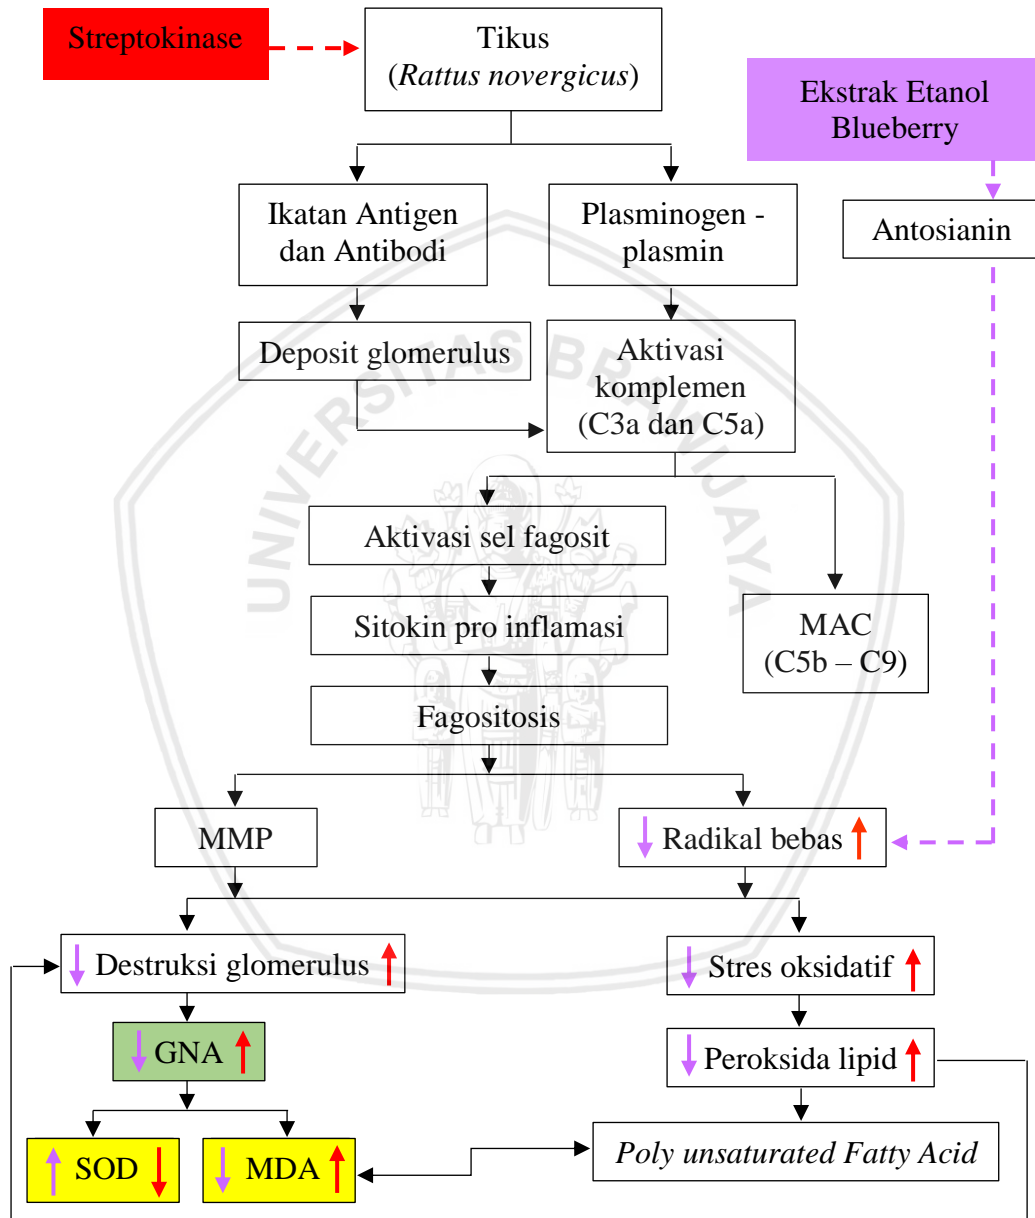 Streptokinase
Tikus
(Rattus novergicus)
Ekstrak Etanol
Blueberry
Ikatan Antigen
dan Antibodi
Plasminogen -
plasmin
Antosianin
Deposit glomerulus
Aktivasi
komplemen
(C3a dan C5a)
UNIVERSITAS BRAWIJAYA
Aktivasi sel fagosit
Sitokin pro inflamasi
MAC
(C5b – C9)
Fagositosis
MMP
Radikal bebas
Destruksi glomerulus
Stres oksidatif
GNA
Peroksida lipid
SOD
MDA
Poly unsaturated Fatty Acid